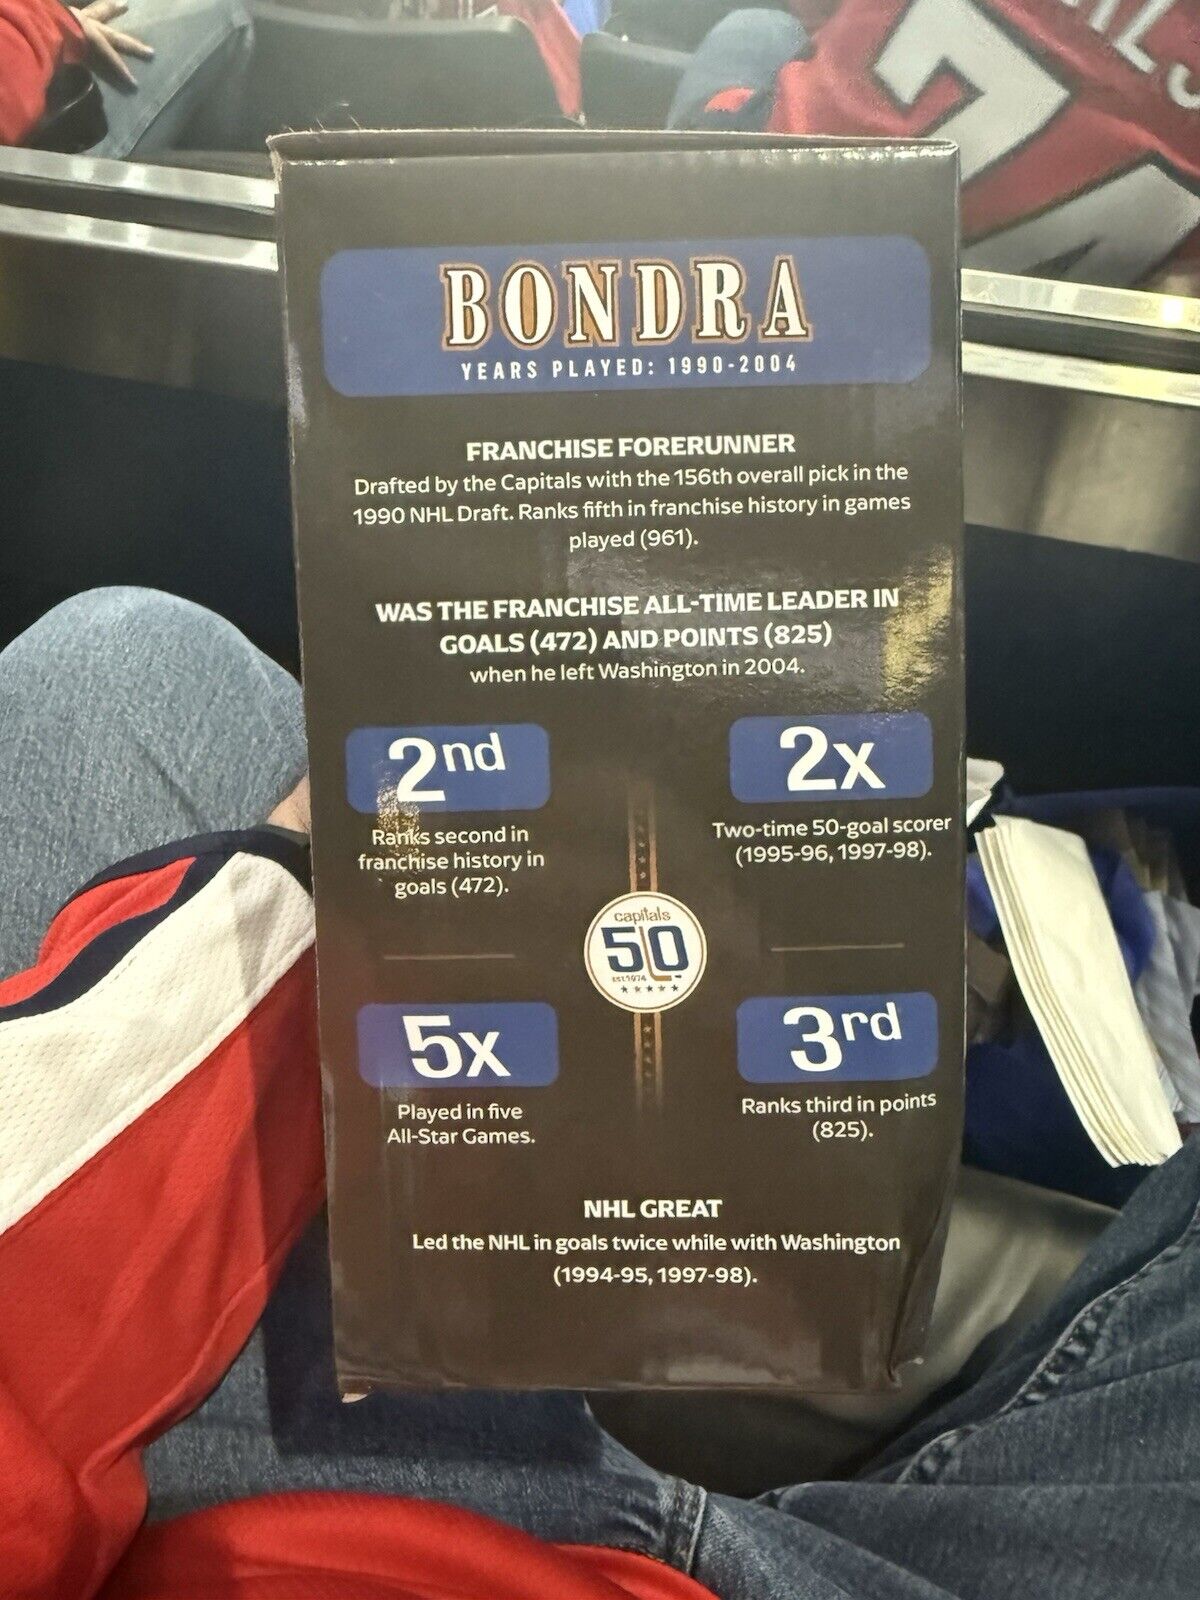 BONDRA
YEARS PLAYED: 1990-2004
FRANCHISE FORERUNNER
Drafted by the Capitals with the 156th overall pick in the
1990 NHL Draft. Ranks fifth in franchise history in games
played (961).
WAS THE FRANCHISE ALL-TIME LEADER IN
GOALS (472) AND POINTS (825)
when he left Washington in 2004.
2nd
Ranks second in
franchise history in
goals (472).
2x
Two-time 50-goal scorer
(1995-96, 1997-98).
capitals
50
EST.1974
5x
Played in five
All-Star Games.
3rd
Ranks third in points
(825).
NHL GREAT
Led the NHL in goals twice while with Washington
(1994-95, 1997-98).